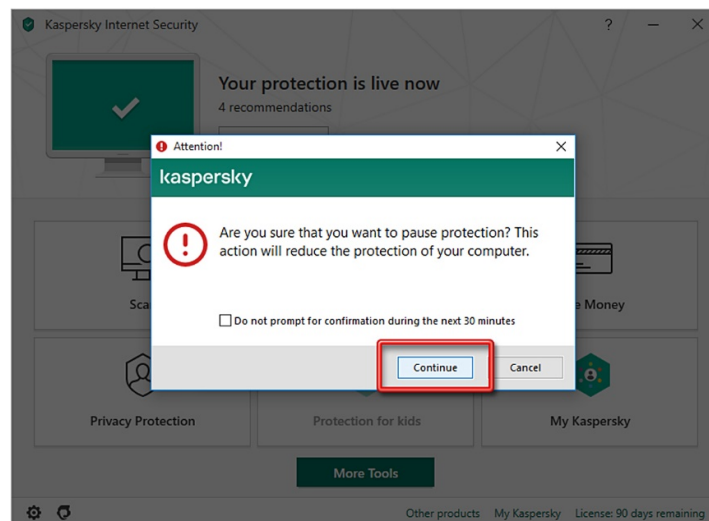 Kaspersky Internet Security
?
Your protection is live now
4 recommendations
Attention!
kaspersky
Are you sure that you want to pause protection? This
action will reduce the protection of your computer.
Do not prompt for confirmation during the next 30 minutes
Continue
Cancel
Sca
e Money
Privacy Protection
Protection for kids
My Kaspersky
More Tools
Other products
My Kaspersky
License: 90 days remaining